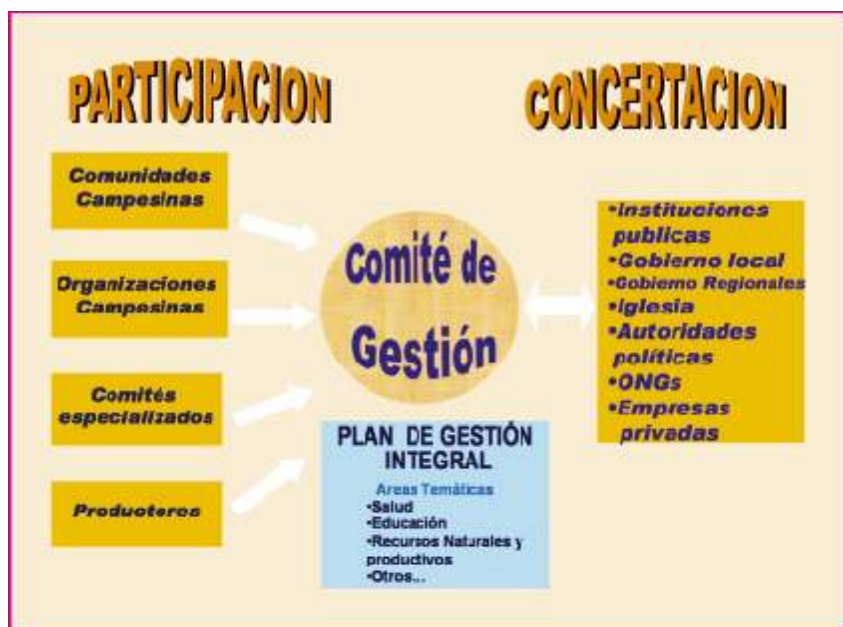 PARTICIPACION
CONCERTACION
Comunidades
Campesinas
Organizaciones
Campesinas
Comités
especializados
Productores
Comité de
Gestión
PLAN DE GESTIÓN
INTEGRAL
Areas Temáticas
•Salud
•Educación
•Recursos Naturales y
productivos
•Otros...
•Instituciones
publicas
•Gobierno local
•Gobierno Regionales
•Iglesia
•Autoridades
políticas
•ONGs
•Empresas
privadas